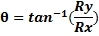 θ = tan⁻¹(Ry/Rx)